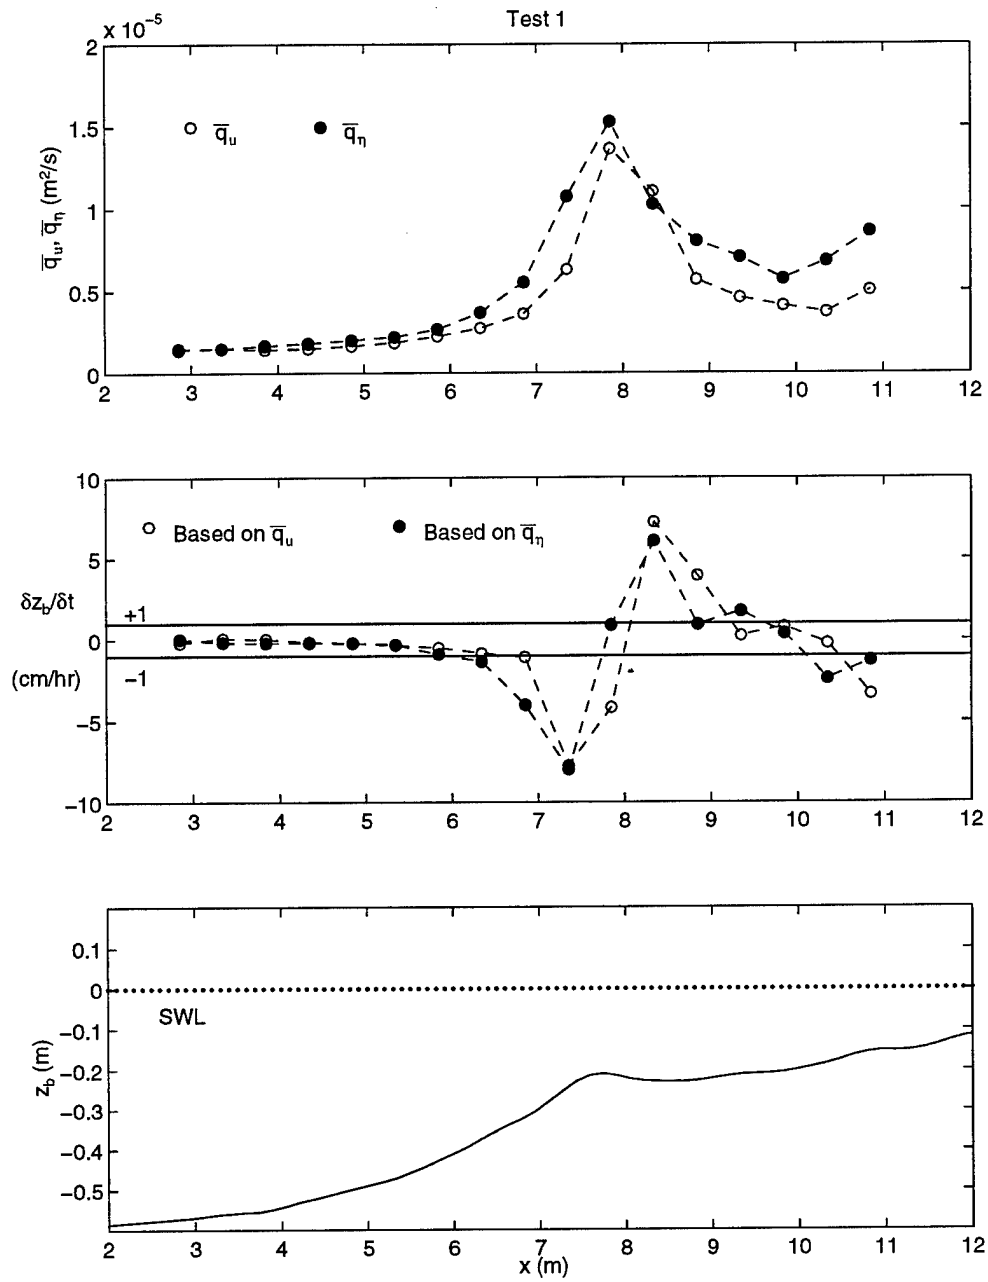 Test 1
x 10⁻⁵
2
1.5
1
0.5
0
q̅ᵤ, q̅η (m²/s)
q̅ᵤ
q̅η
2 3 4 5 6 7 8 9 10 11 12
10
5
0
−5
−10
δz_b/δt
(cm/hr)
Based on q̅ᵤ
Based on q̅η
+1
−1
2 3 4 5 6 7 8 9 10 11 12
0.1
0
−0.1
−0.2
−0.3
−0.4
−0.5
z_b (m)
SWL
2 3 4 5 6 7 8 9 10 11 12
x (m)